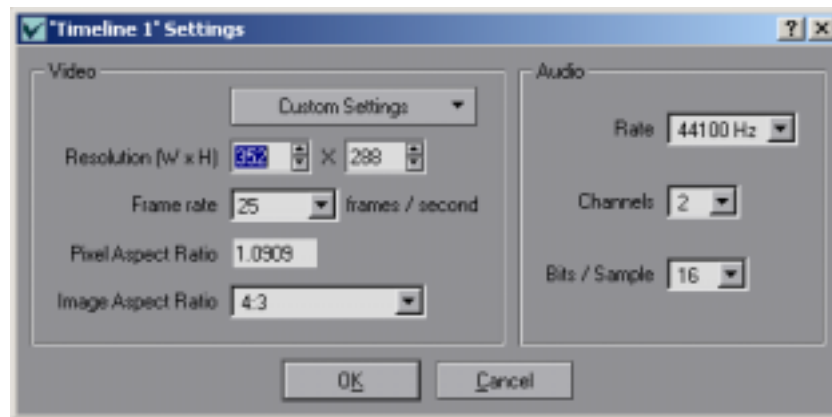 "Timeline 1" Settings
Video
Custom Settings
Resolution (W x H) 352 X 288
Frame rate 25 frames / second
Pixel Aspect Ratio 1.0909
Image Aspect Ratio 4:3
Audio
Rate 44100 Hz
Channels 2
Bits / Sample 16
OK Cancel